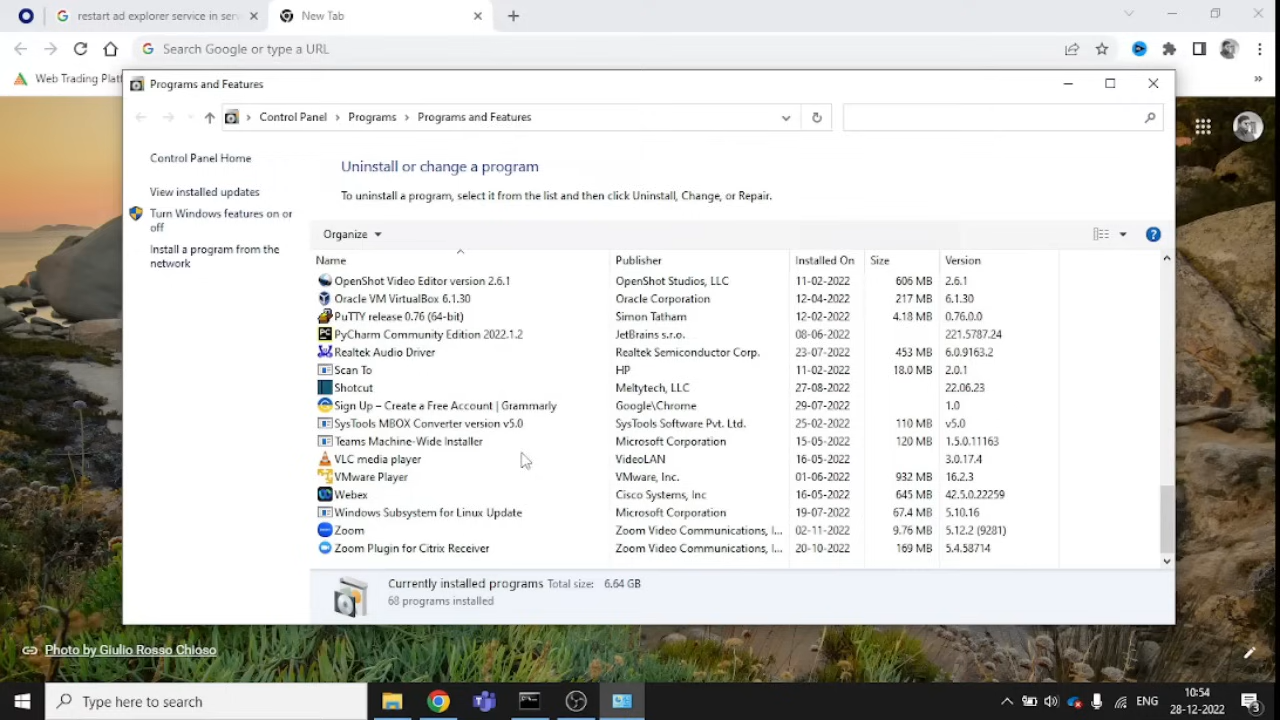 restart ad explorer service in serv
New Tab
Search Google or type a URL
Web Trading Platf
Programs and Features
Control Panel
Programs
Programs and Features
Control Panel Home
View installed updates
Turn Windows features on or
off
Install a program from the
network
Uninstall or change a program
To uninstall a program, select it from the list and then click Uninstall, Change, or Repair.
Organize
Name Publisher Installed On Size Version
OpenShot Video Editor version 2.6.1 OpenShot Studios, LLC 11-02-2022 606 MB 2.6.1
Oracle VM VirtualBox 6.1.30 Oracle Corporation 12-04-2022 217 MB 6.1.30
PuTTY release 0.76 (64-bit) Simon Tatham 12-02-2022 4.18 MB 0.76.0.0
PyCharm Community Edition 2022.1.2 JetBrains s.r.o. 08-06-2022 221.5787.24
Realtek Audio Driver Realtek Semiconductor Corp. 23-07-2022 453 MB 6.0.9163.2
Scan To HP 11-02-2022 18.0 MB 2.0.1
Shotcut Meltytech, LLC 27-08-2022 22.06.23
Sign Up – Create a Free Account | Grammarly Google\Chrome 29-07-2022 1.0
SysTools MBOX Converter version v5.0 SysTools Software Pvt. Ltd. 25-02-2022 110 MB v5.0
Teams Machine-Wide Installer Microsoft Corporation 15-05-2022 120 MB 1.5.0.11163
VLC media player VideoLAN 16-05-2022 3.0.17.4
VMware Player VMware, Inc. 01-06-2022 932 MB 16.2.3
Webex Cisco Systems, Inc 16-05-2022 645 MB 42.5.0.22259
Windows Subsystem for Linux Update Microsoft Corporation 19-07-2022 67.4 MB 5.10.16
Zoom Zoom Video Communications, I... 02-11-2022 9.76 MB 5.12.2 (9281)
Zoom Plugin for Citrix Receiver Zoom Video Communications, I... 20-10-2022 169 MB 5.4.58714
Currently installed programs Total size: 6.64 GB
68 programs installed
Photo by Giulio Rosso Chioso
Type here to search
ENG
10:54
28-12-2022
3